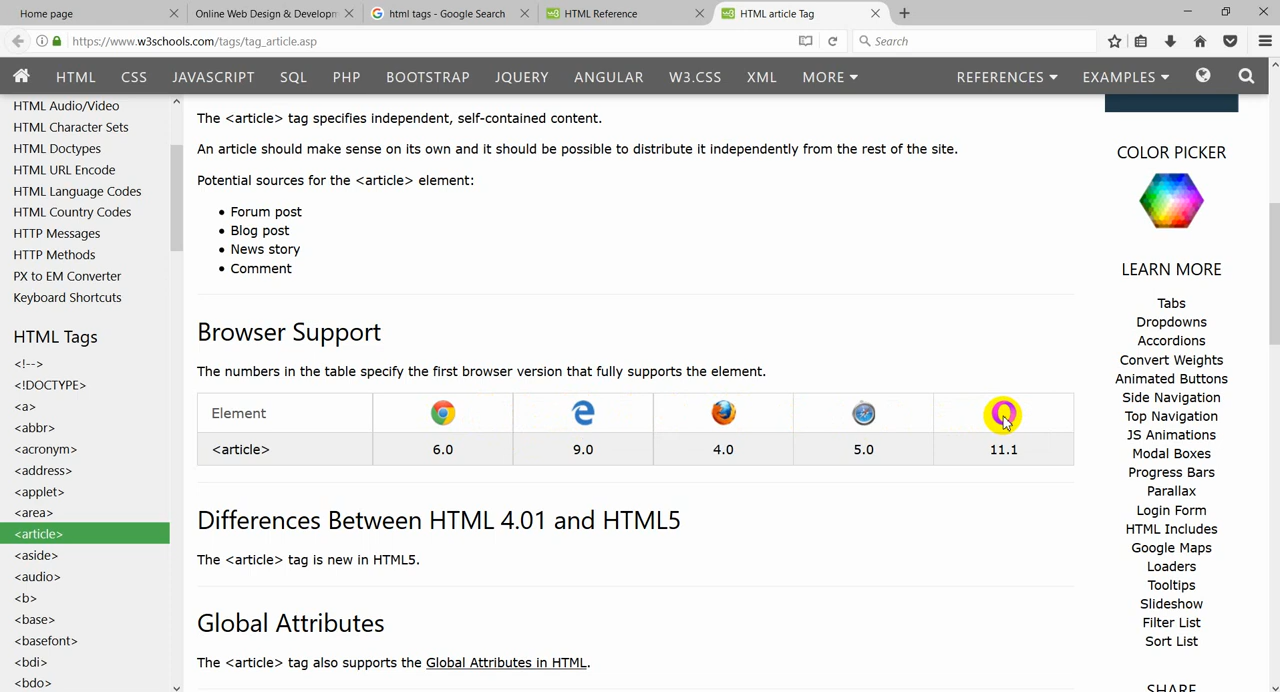 Home page
Online Web Design & Developm
html tags - Google Search
HTML Reference
HTML article Tag
https://www.w3schools.com/tags/tag_article.asp
Search
HTML
CSS
JAVASCRIPT
SQL
PHP
BOOTSTRAP
JQUERY
ANGULAR
W3.CSS
XML
MORE
REFERENCES
EXAMPLES
HTML Audio/Video
HTML Character Sets
HTML Doctypes
HTML URL Encode
HTML Language Codes
HTML Country Codes
HTTP Messages
HTTP Methods
PX to EM Converter
Keyboard Shortcuts
HTML Tags
<!-->
<!DOCTYPE>
<a>
<abbr>
<acronym>
<address>
<applet>
<area>
<article>
<aside>
<audio>
<b>
<base>
<basefont>
<bdi>
<bdo>
The <article> tag specifies independent, self-contained content.
An article should make sense on its own and it should be possible to distribute it independently from the rest of the site.
Potential sources for the <article> element:
Forum post
Blog post
News story
Comment
Browser Support
The numbers in the table specify the first browser version that fully supports the element.
Element
<article> 6.0 9.0 4.0 5.0 11.1
Differences Between HTML 4.01 and HTML5
The <article> tag is new in HTML5.
Global Attributes
The <article> tag also supports the Global Attributes in HTML.
COLOR PICKER
LEARN MORE
Tabs
Dropdowns
Accordions
Convert Weights
Animated Buttons
Side Navigation
Top Navigation
JS Animations
Modal Boxes
Progress Bars
Parallax
Login Form
HTML Includes
Google Maps
Loaders
Tooltips
Slideshow
Filter List
Sort List
SHARE